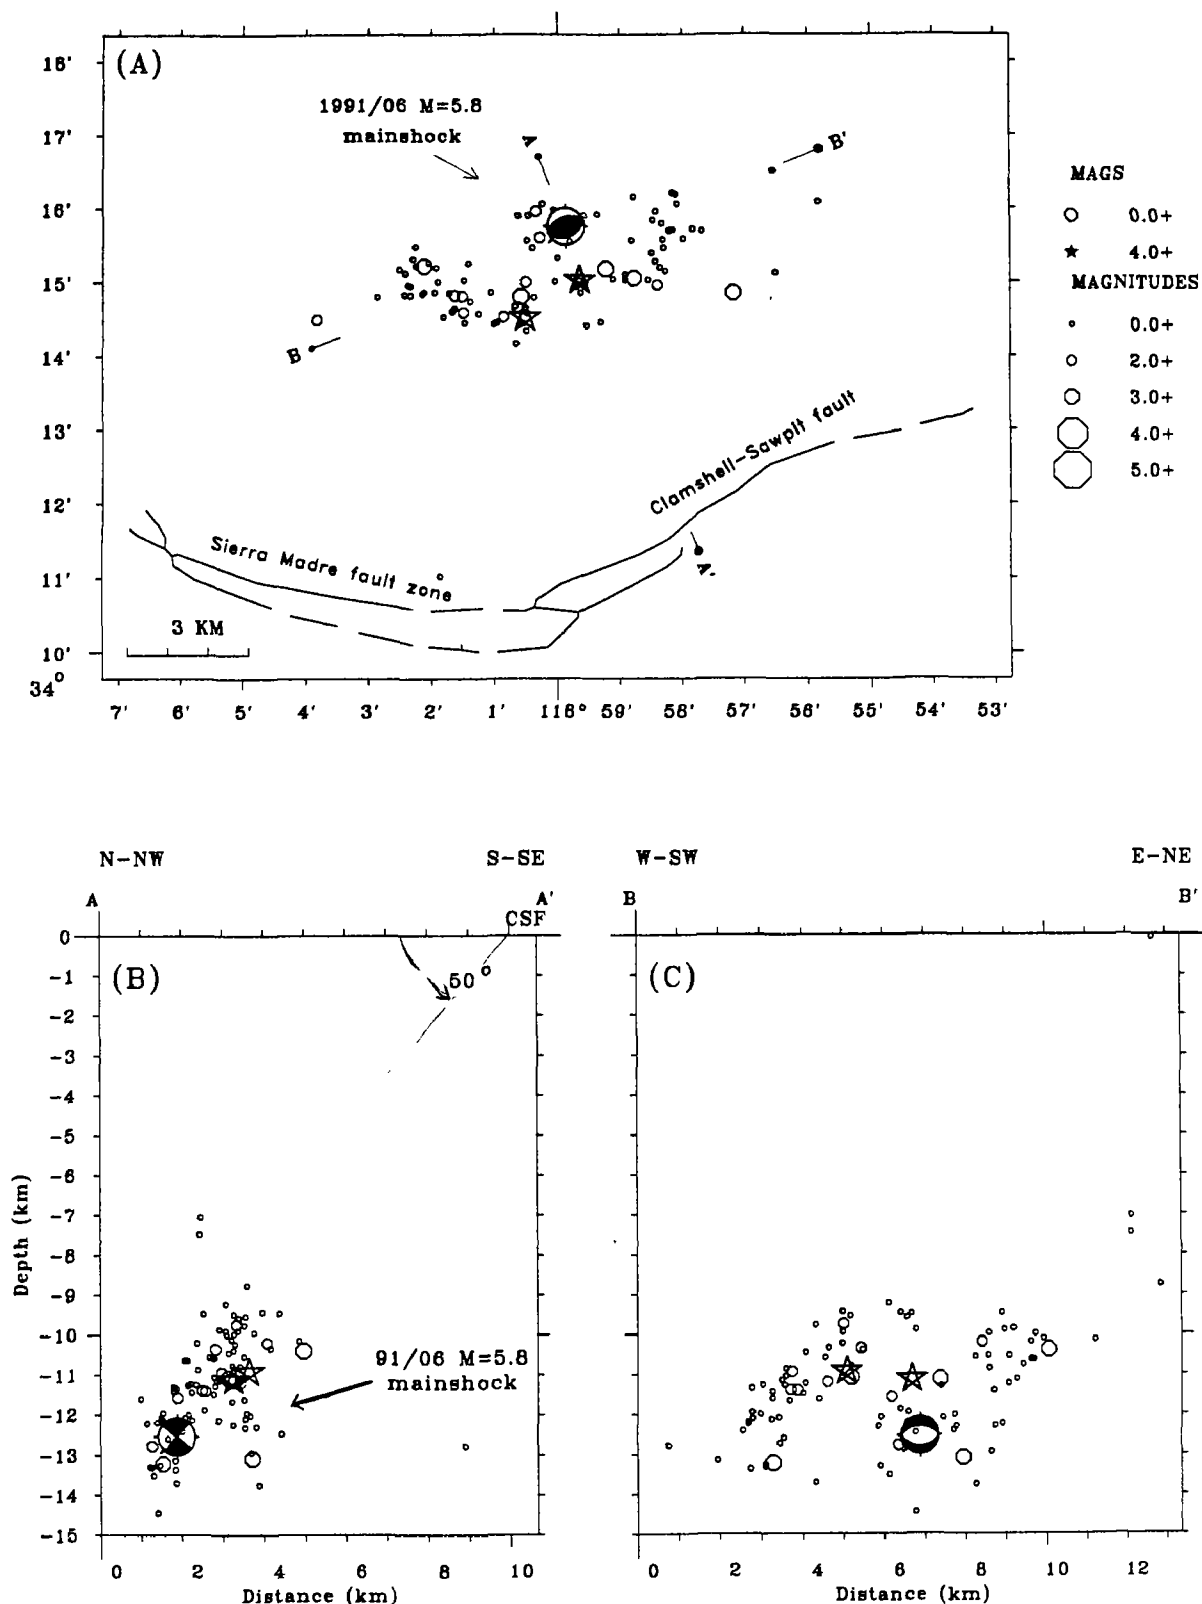 (A)
18'
17'
16'
15'
14'
13'
12'
11'
10'
34°
1991/06 M=5.8
mainshock
A
B'
B
A'
Clamshell-Sawpit fault
Sierra Madre fault zone
3 KM
7' 6' 5' 4' 3' 2' 1' 118° 59' 58' 57' 56' 55' 54' 53'
MAGS
0.0+
4.0+
MAGNITUDES
0.0+
2.0+
3.0+
4.0+
5.0+
N-NW S-SE
A A'
CSF
(B)
50
0
-1
-2
-3
-4
-5
-6
-7
-8
-9
-10
-11
-12
-13
-14
-15
Depth (km)
91/06 M=5.8
mainshock
0 2 4 6 8 10
Distance (km)
W-SW E-NE
B B'
(C)
0 2 4 6 8 10 12
Distance (km)